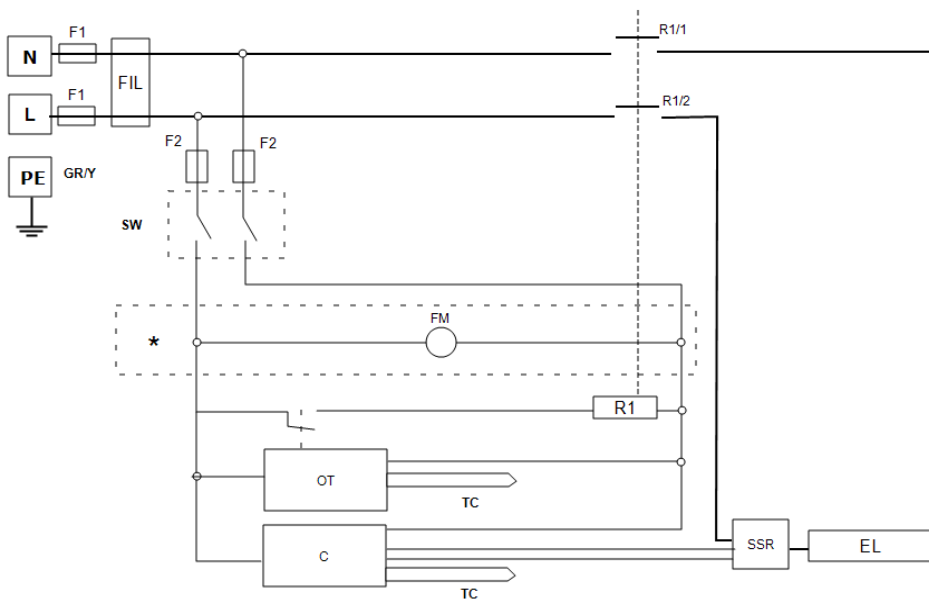 F1
R1/1
N
FIL
F1
L
R1/2
F2
F2
PE
GR/Y
SW
FM
*
R1
OT
TC
C
SSR
EL
TC